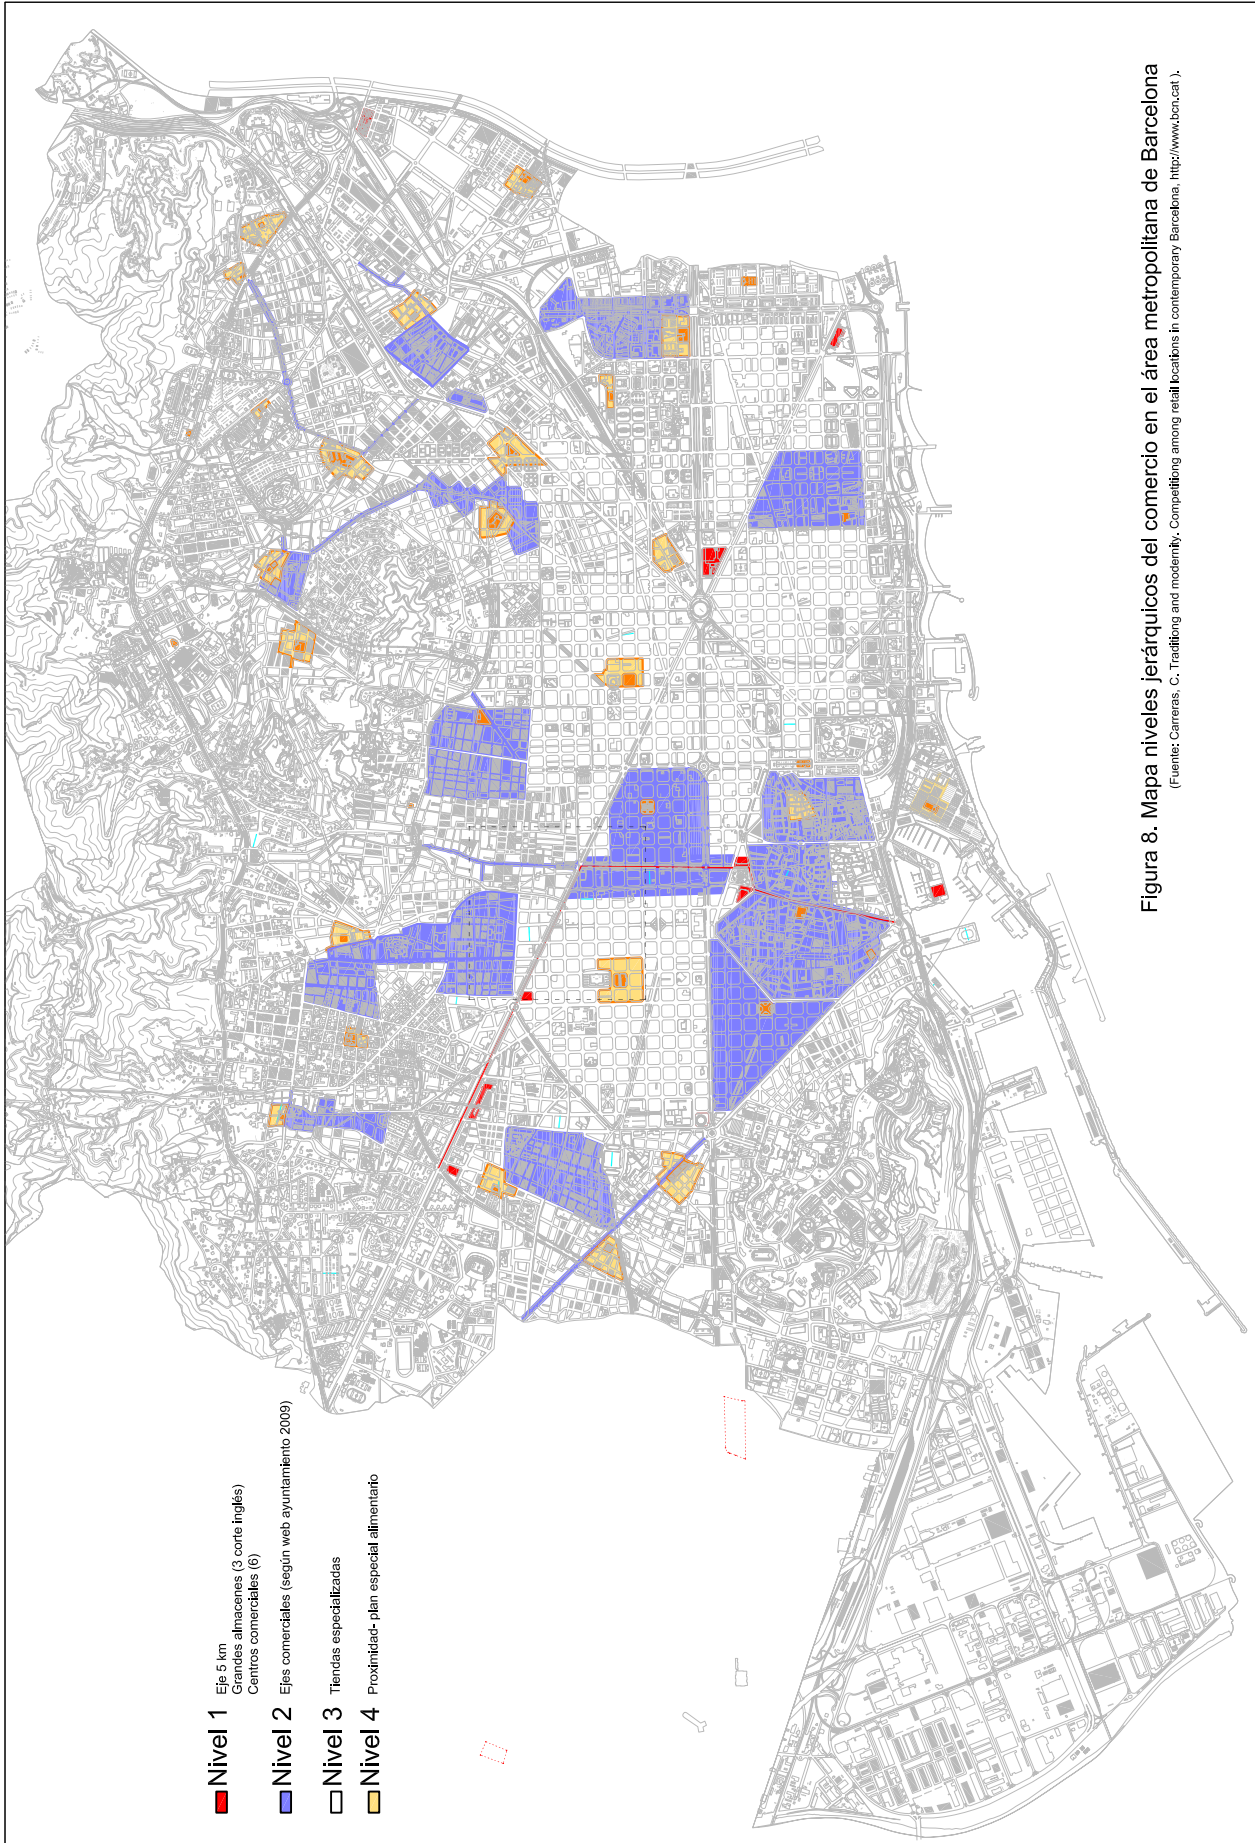 Nivel 1
Eje 5 km
Grandes almacenes (3 corte inglés)
Centros comerciales (6)
Nivel 2 Ejes comerciales (según web ayuntamiento 2009)
Nivel 3 Tiendas especializadas
Nivel 4 Proximidad- plan especial alimentario
Figura 8. Mapa niveles jerárquicos del comercio en el área metropolitana de Barcelona
(Fuente: Carreras, C. Traditiong and modernity. Competitiong among retail locations in contemporary Barcelona, http://www.bcn.cat ).